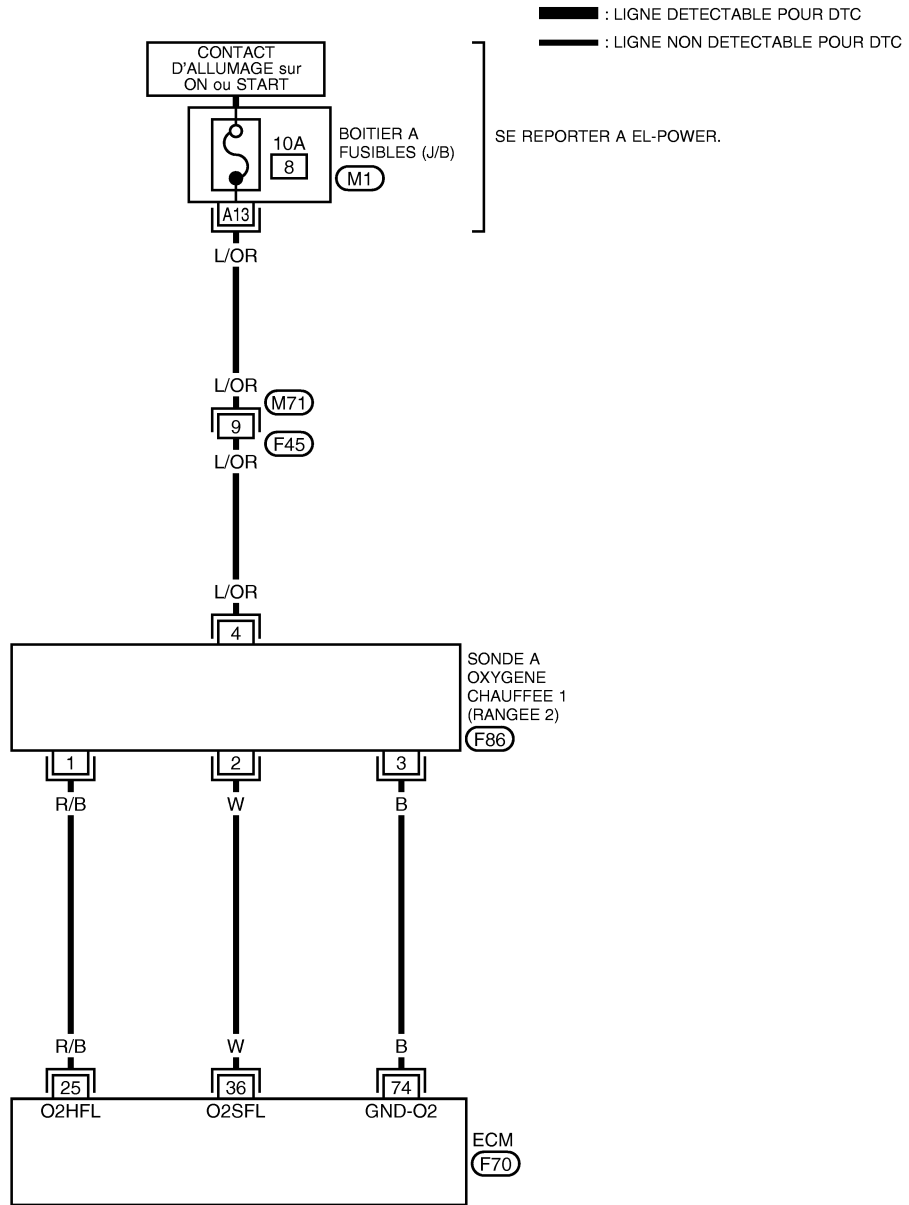 : LIGNE DETECTABLE POUR DTC
: LIGNE NON DETECTABLE POUR DTC
CONTACT
D'ALLUMAGE sur
ON ou START
SE REPORTER A EL-POWER.
10A
8
BOITIER A
FUSIBLES (J/B)
M1
A13
L/OR
L/OR
M71
9
F45
L/OR
L/OR
4
SONDE A
OXYGENE
CHAUFFEE 1
(RANGEE 2)
F86
1 2 3
R/B W B
R/B W B
25 36 74
O2HFL O2SFL GND-O2
ECM
F70